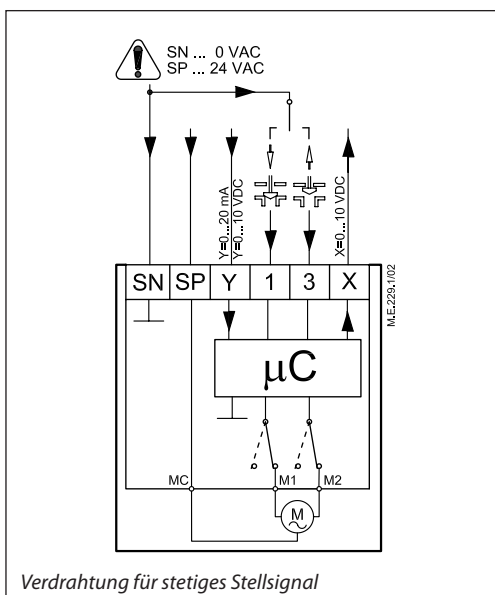 SN ... 0 VAC
SP ... 24 VAC
Y=0...20 mA
Y=0...10 VDC
X=0...10 VDC
SN SP Y 1 3 X
M.E.229.1/02
µC
MC M1 M2
M
Verdrahtung für stetiges Stellsignal